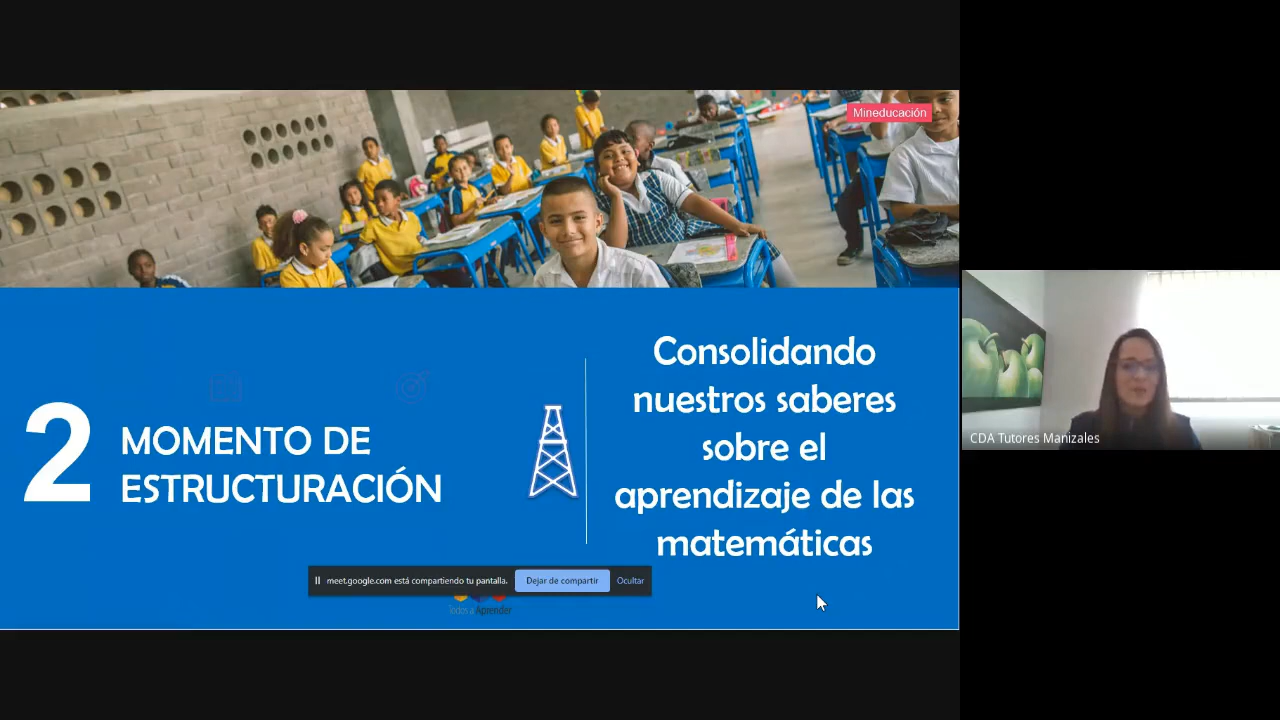 Mineducación
2
MOMENTO DE
ESTRUCTURACIÓN
Consolidando
nuestros saberes
sobre el
aprendizaje de las
matemáticas
meet.google.com está compartiendo tu pantalla.
Dejar de compartir
Ocultar
Todos a Aprender
CDA Tutores Manizales